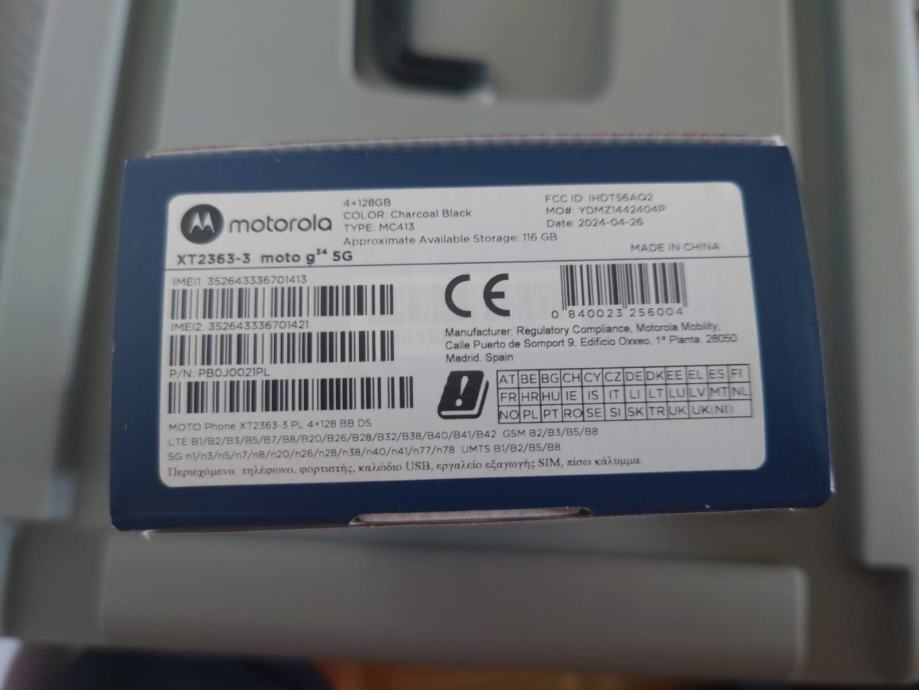 motorola
4+128GB
COLOR: Charcoal Black
TYPE: MC413
Approximate Available Storage: 116 GB
FCC ID: IHDT56AQ2
MO# YDMZ1442404P
Date: 2024-04-26
MADE IN CHINA
XT2363-3 moto g³⁴ 5G
IMEI1: 352643336701413
IMEI2: 352643336701421
P/N: PB0J0021PL
CE
0 840023 256004
Manufacturer: Regulatory Compliance, Motorola Mobility,
Calle Puerto de Somport 9, Edificio Oxxeo, 1ª Planta. 28050
Madrid. Spain
AT BE BG CH CY CZ DE DK EE EL ES FI
FR HR HU IE IS IT LI LT LU LV MT NL
NO PL PT RO SE SI SK TR UK UK(NI)
MOTO Phone XT2363-3 PL 4+128 BB DS
LTE B1/B2/B3/B5/B7/B8/B20/B26/B28/B32/B38/B40/B41/B42 GSM B2/B3/B5/B8
5G n1/n3/n5/n7/n8/n20/n26/n28/n38/n40/n41/n77/n78 UMTS B1/B2/B5/B8
Περιεχόμενα: τηλέφωνο, φορτιστής, καλώδιο USB, εργαλείο εξαγωγής SIM, πίσω κάλυμμα.